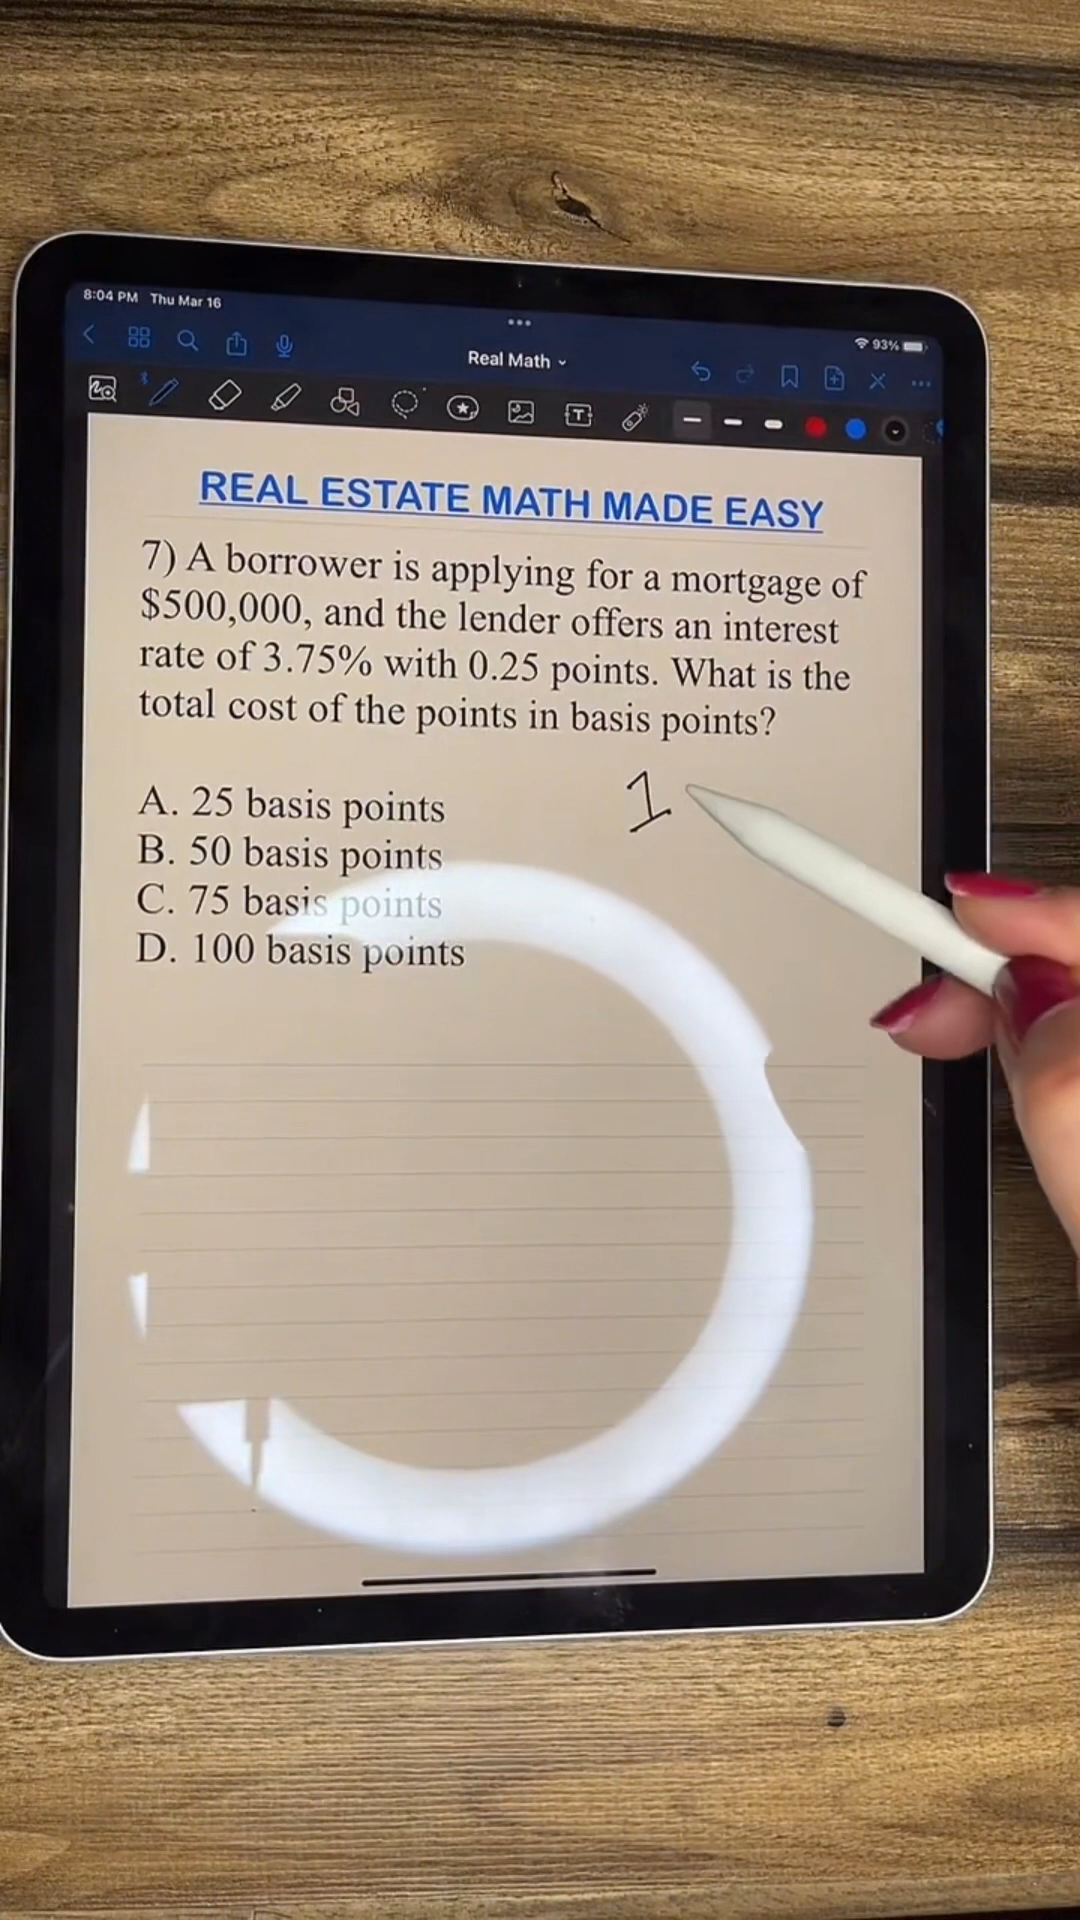 8:04 PM Thu Mar 16
93%
Real Math
REAL ESTATE MATH MADE EASY
7) A borrower is applying for a mortgage of
$500,000, and the lender offers an interest
rate of 3.75% with 0.25 points. What is the
total cost of the points in basis points?
1
A. 25 basis points
B. 50 basis points
C. 75 basis points
D. 100 basis points